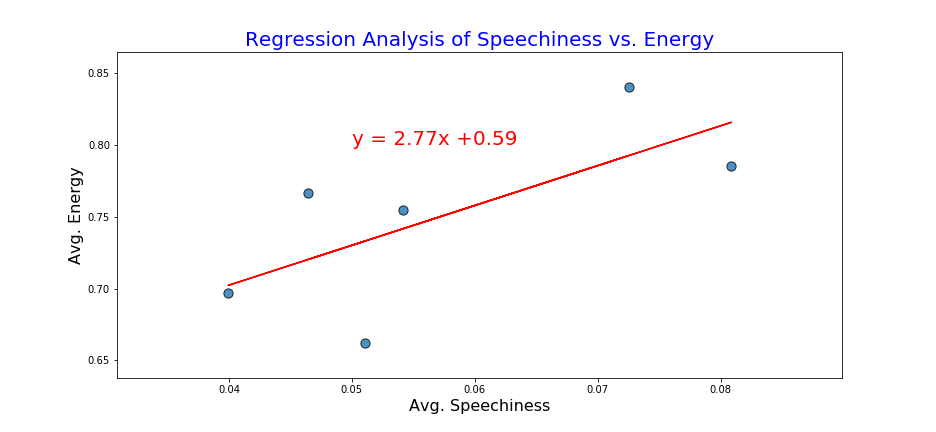 Regression Analysis of Speechiness vs. Energy
0.85
0.80
0.75
0.70
0.65
Avg. Energy
y = 2.77x +0.59
0.04
0.05
0.06
0.07
0.08
Avg. Speechiness